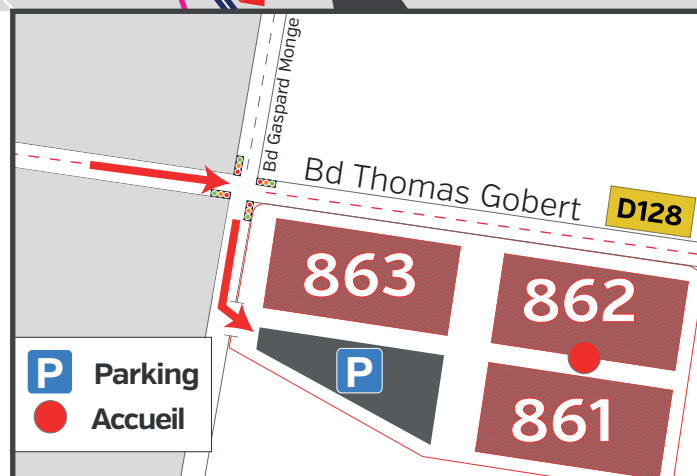 Bd Gaspard Monge
Bd Thomas Gobert
D128
863
862
P
861
P Parking
Accueil